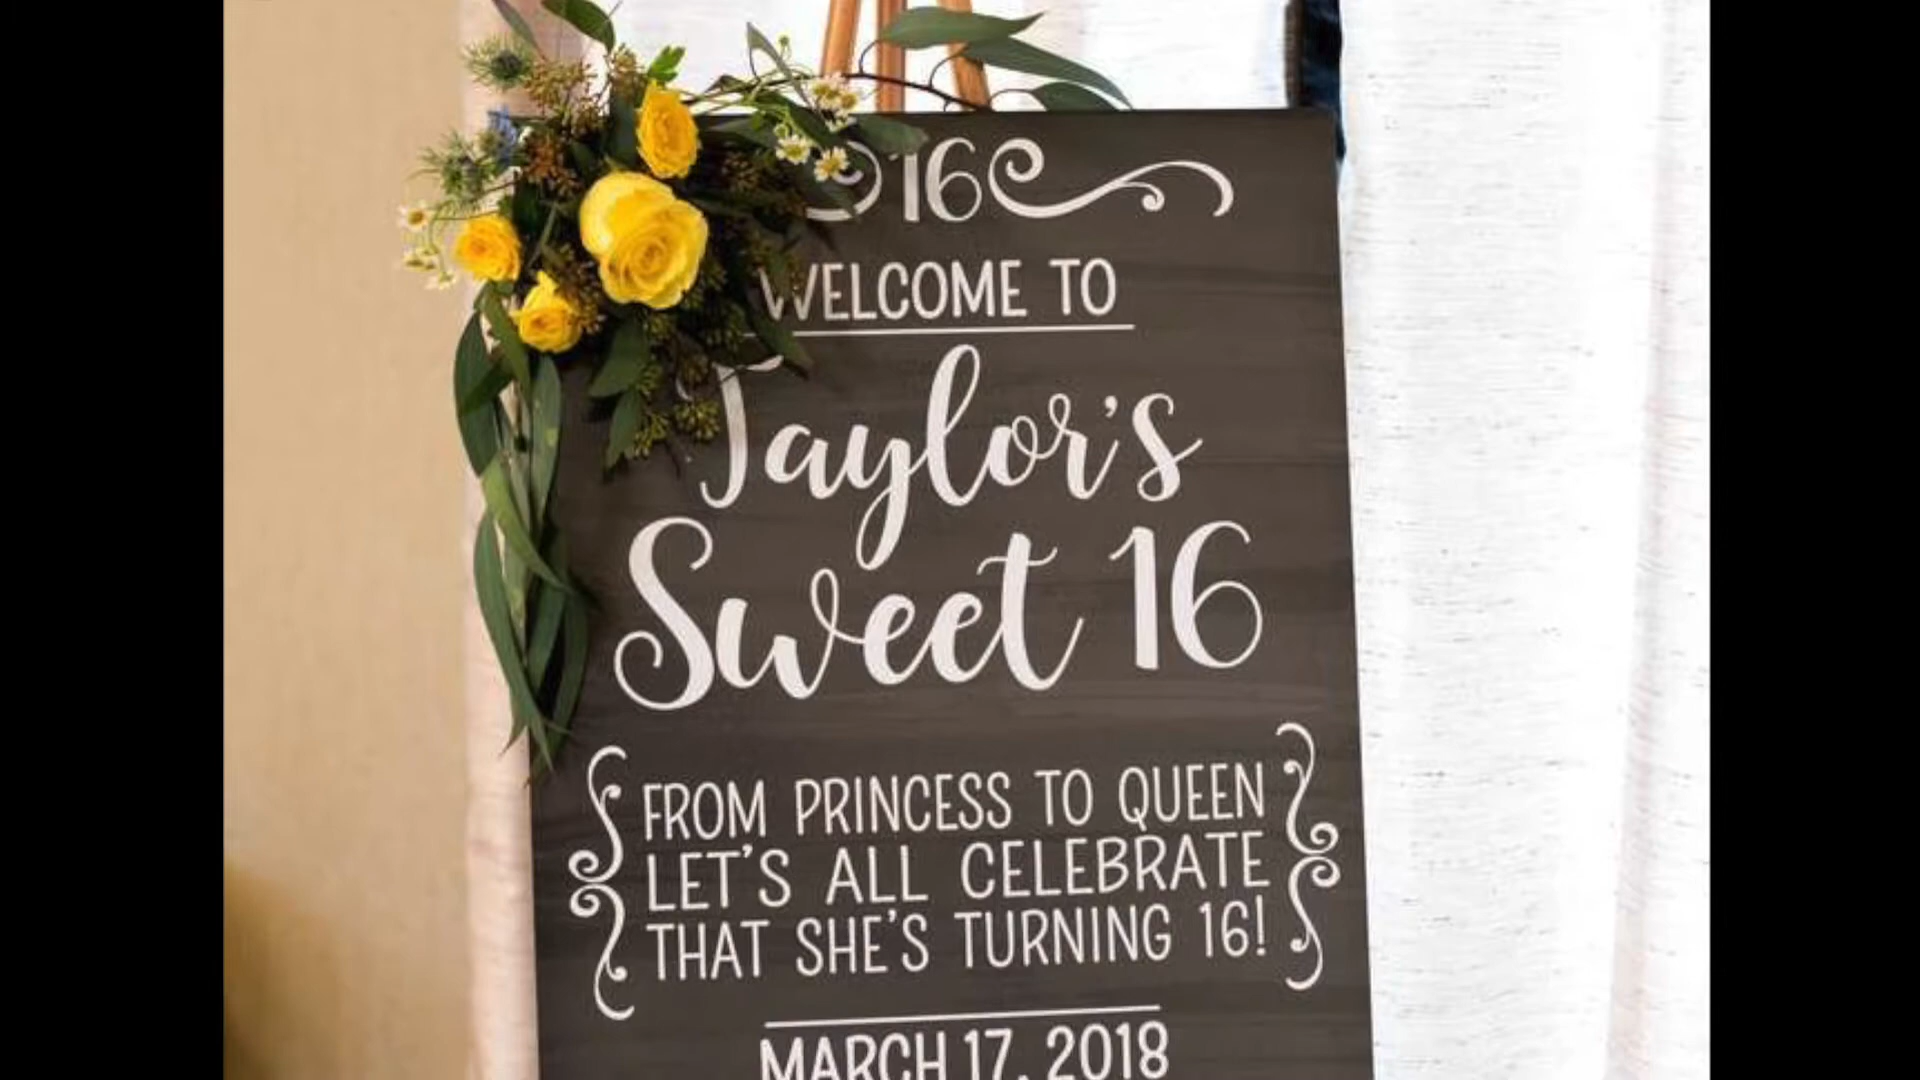 16
WELCOME TO
Taylor's
Sweet 16
FROM PRINCESS TO QUEEN
LET'S ALL CELEBRATE
THAT SHE'S TURNING 16!
MARCH 17, 2018